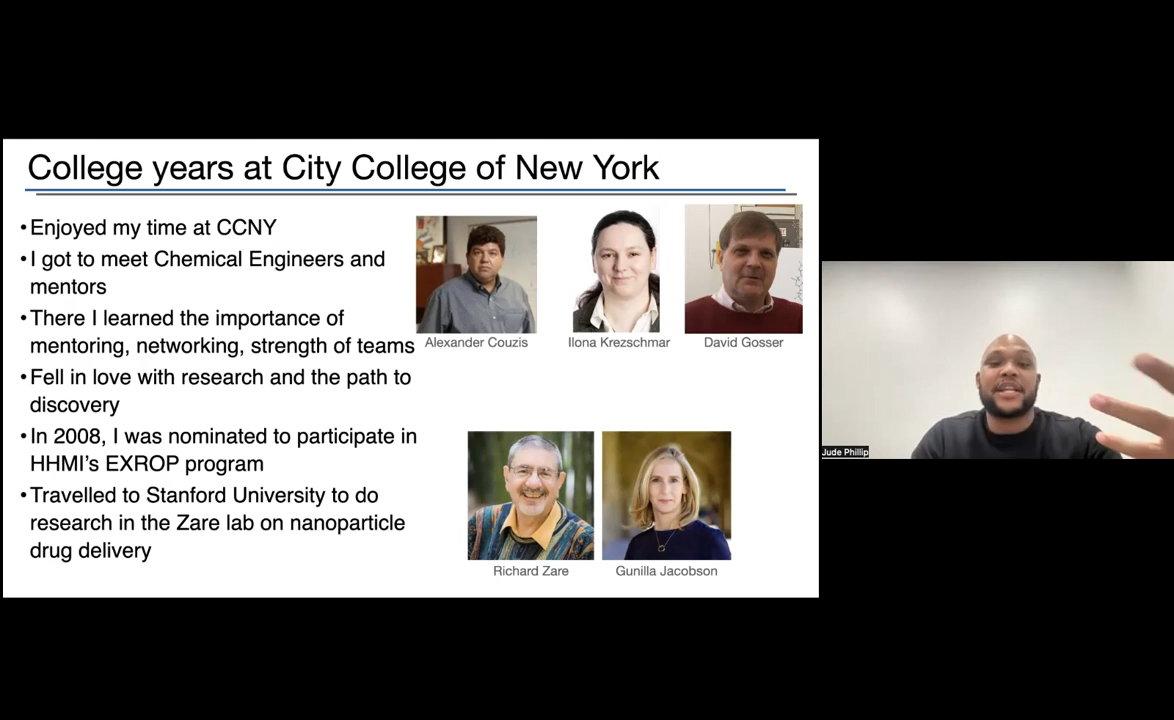 College years at City College of New York
•Enjoyed my time at CCNY
•I got to meet Chemical Engineers and
mentors
•There I learned the importance of
mentoring, networking, strength of teams
•Fell in love with research and the path to
discovery
•In 2008, I was nominated to participate in
HHMI's EXROP program
•Travelled to Stanford University to do
research in the Zare lab on nanoparticle
drug delivery
Alexander Couzis
Ilona Krezschmar
David Gosser
Richard Zare
Gunilla Jacobson
Jude Phillip